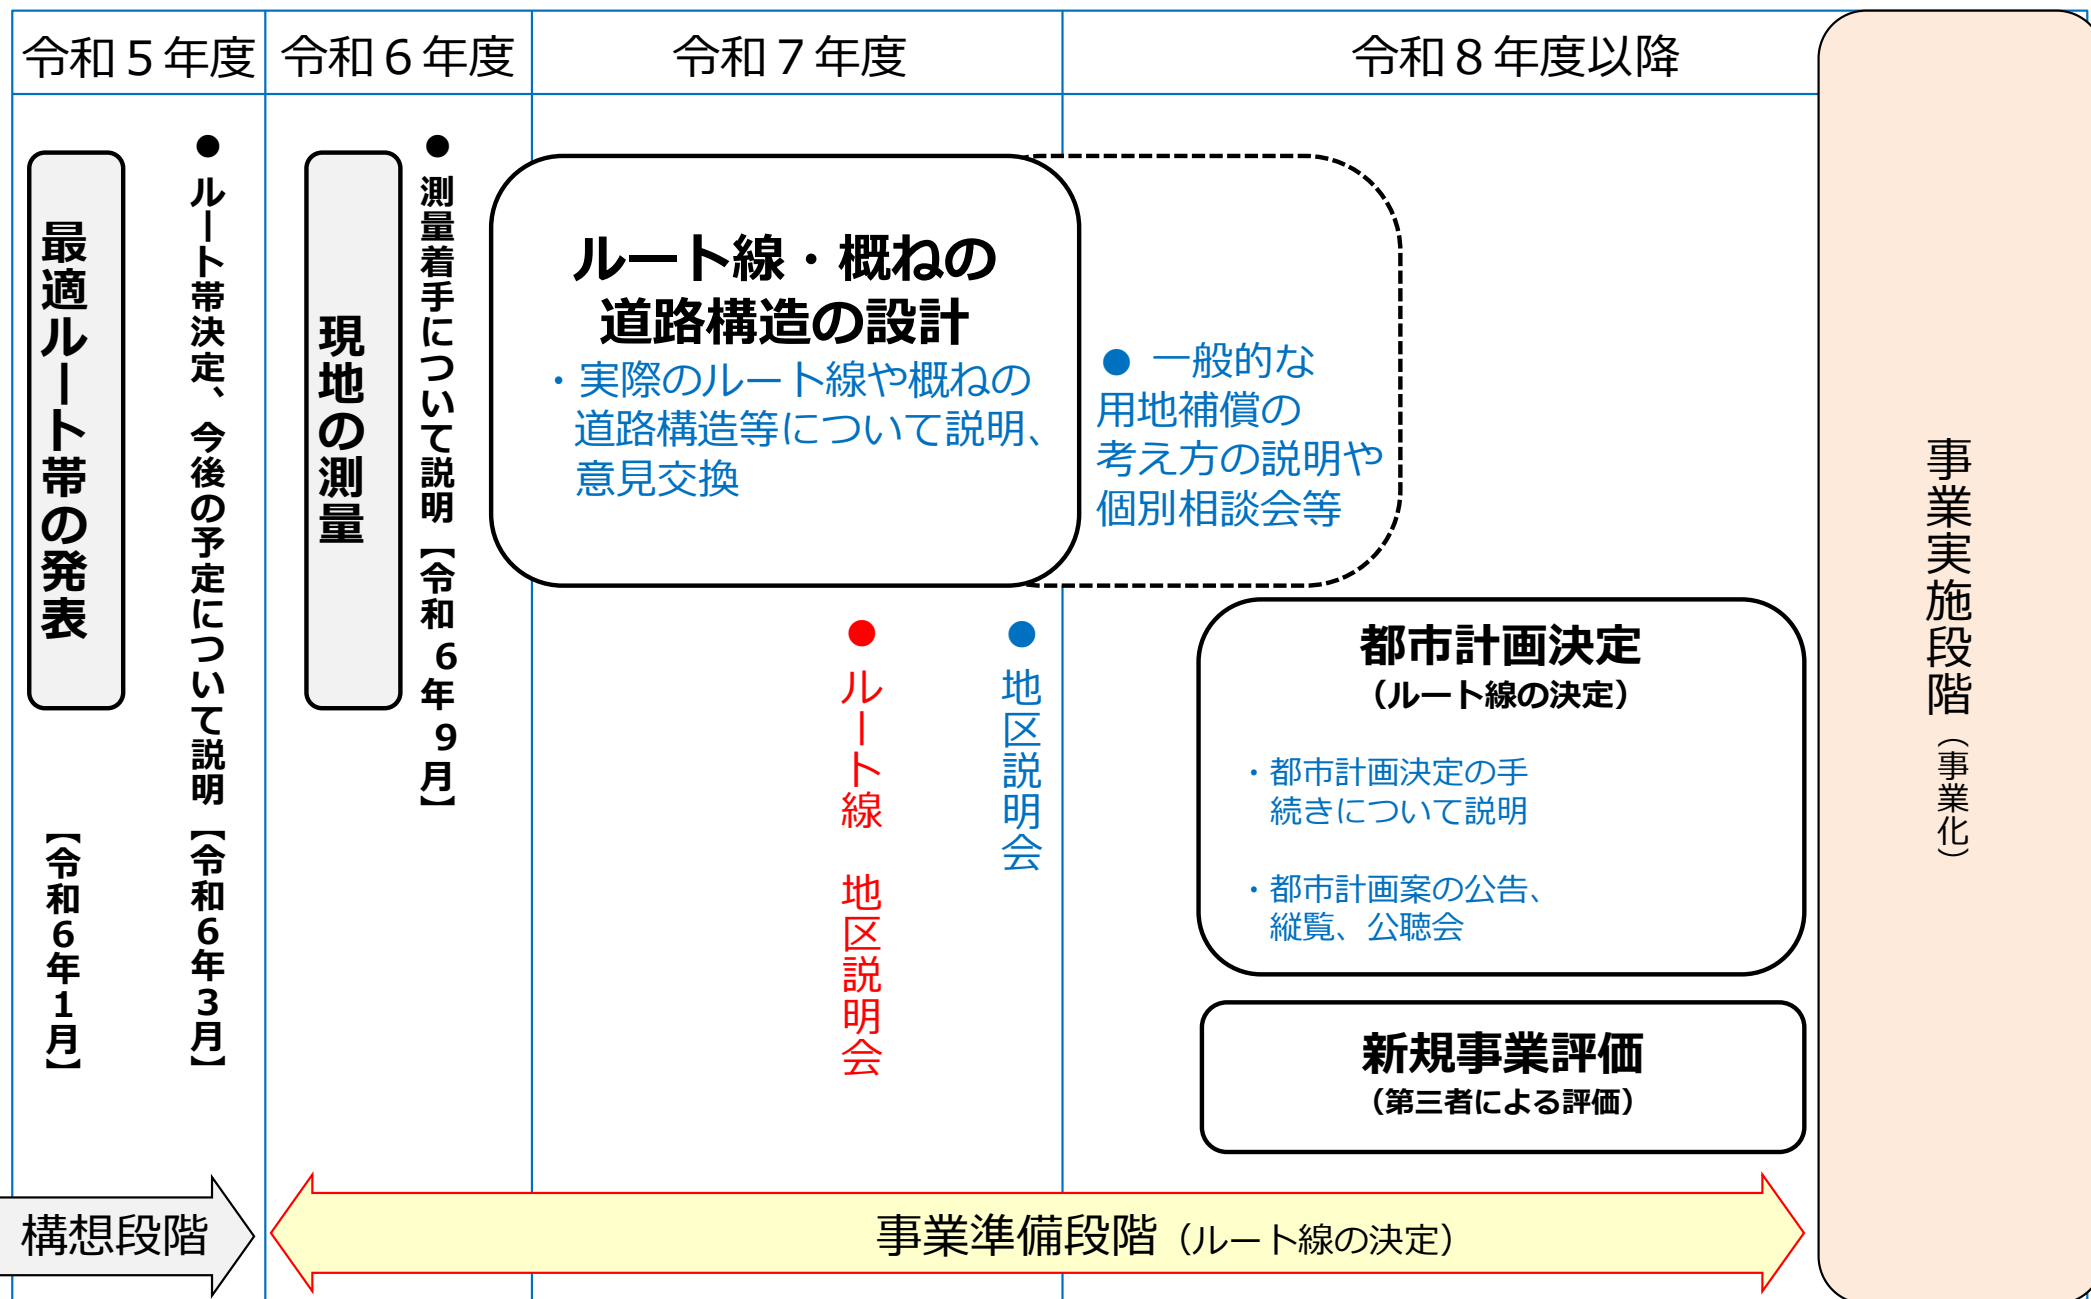 令和５年度
令和６年度
令和７年度
令和８年度以降
最適ルート帯の発表
【令和６年１月】
●ルート帯決定、今後の予定について説明【令和６年３月】
現地の測量
●測量着手について説明【令和６年９月】
ルート線・概ねの
道路構造の設計
・実際のルート線や概ねの
道路構造等について説明、
意見交換
● 一般的な
用地補償の
考え方の説明や
個別相談会等
●ルート線　地区説明会
●地区説明会
都市計画決定
（ルート線の決定）
・都市計画決定の手
続きについて説明
・都市計画案の公告、
縦覧、公聴会
新規事業評価
（第三者による評価）
事業実施段階（事業化）
構想段階
事業準備段階（ルート線の決定）